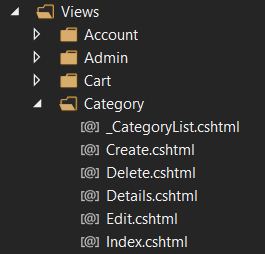 Views
Account
Admin
Cart
Category
[@] _CategoryList.cshtml
[@] Create.cshtml
[@] Delete.cshtml
[@] Details.cshtml
[@] Edit.cshtml
[@] Index.cshtml